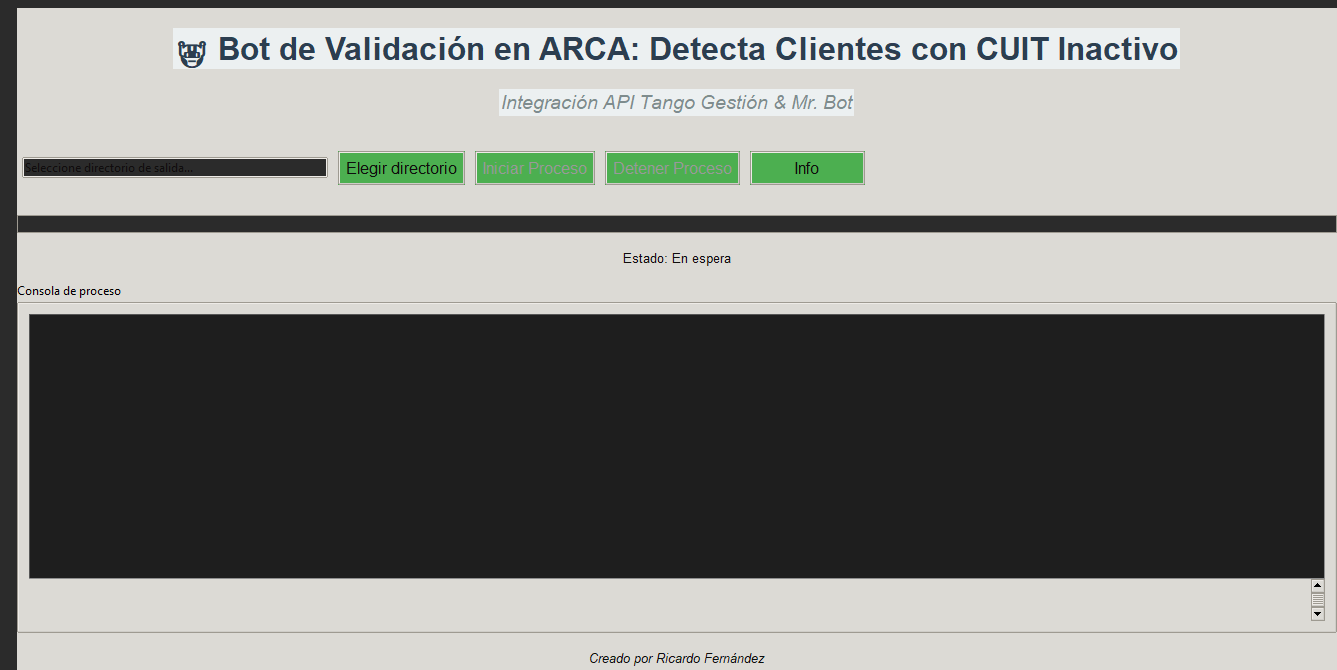 Bot de Validación en ARCA: Detecta Clientes con CUIT Inactivo
Integración API Tango Gestión & Mr. Bot
Seleccione directorio de salida...
Elegir directorio
Iniciar Proceso
Detener Proceso
Info
Estado: En espera
Consola de proceso
Creado por Ricardo Fernández